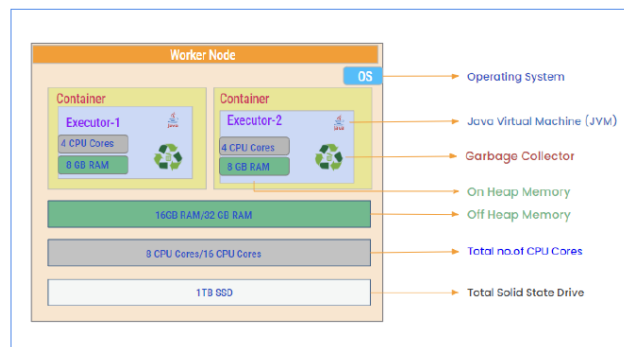 Worker Node
OS
Operating System
Container
Container
Executor-1
Java
Executor-2
Java
Java Virtual Machine (JVM)
4 CPU Cores
4 CPU Cores
Garbage Collector
8 GB RAM
8 GB RAM
On Heap Memory
16GB RAM/32 GB RAM
Off Heap Memory
8 CPU Cores/16 CPU Cores
Total no.of CPU Cores
1TB SSD
Total Solid State Drive